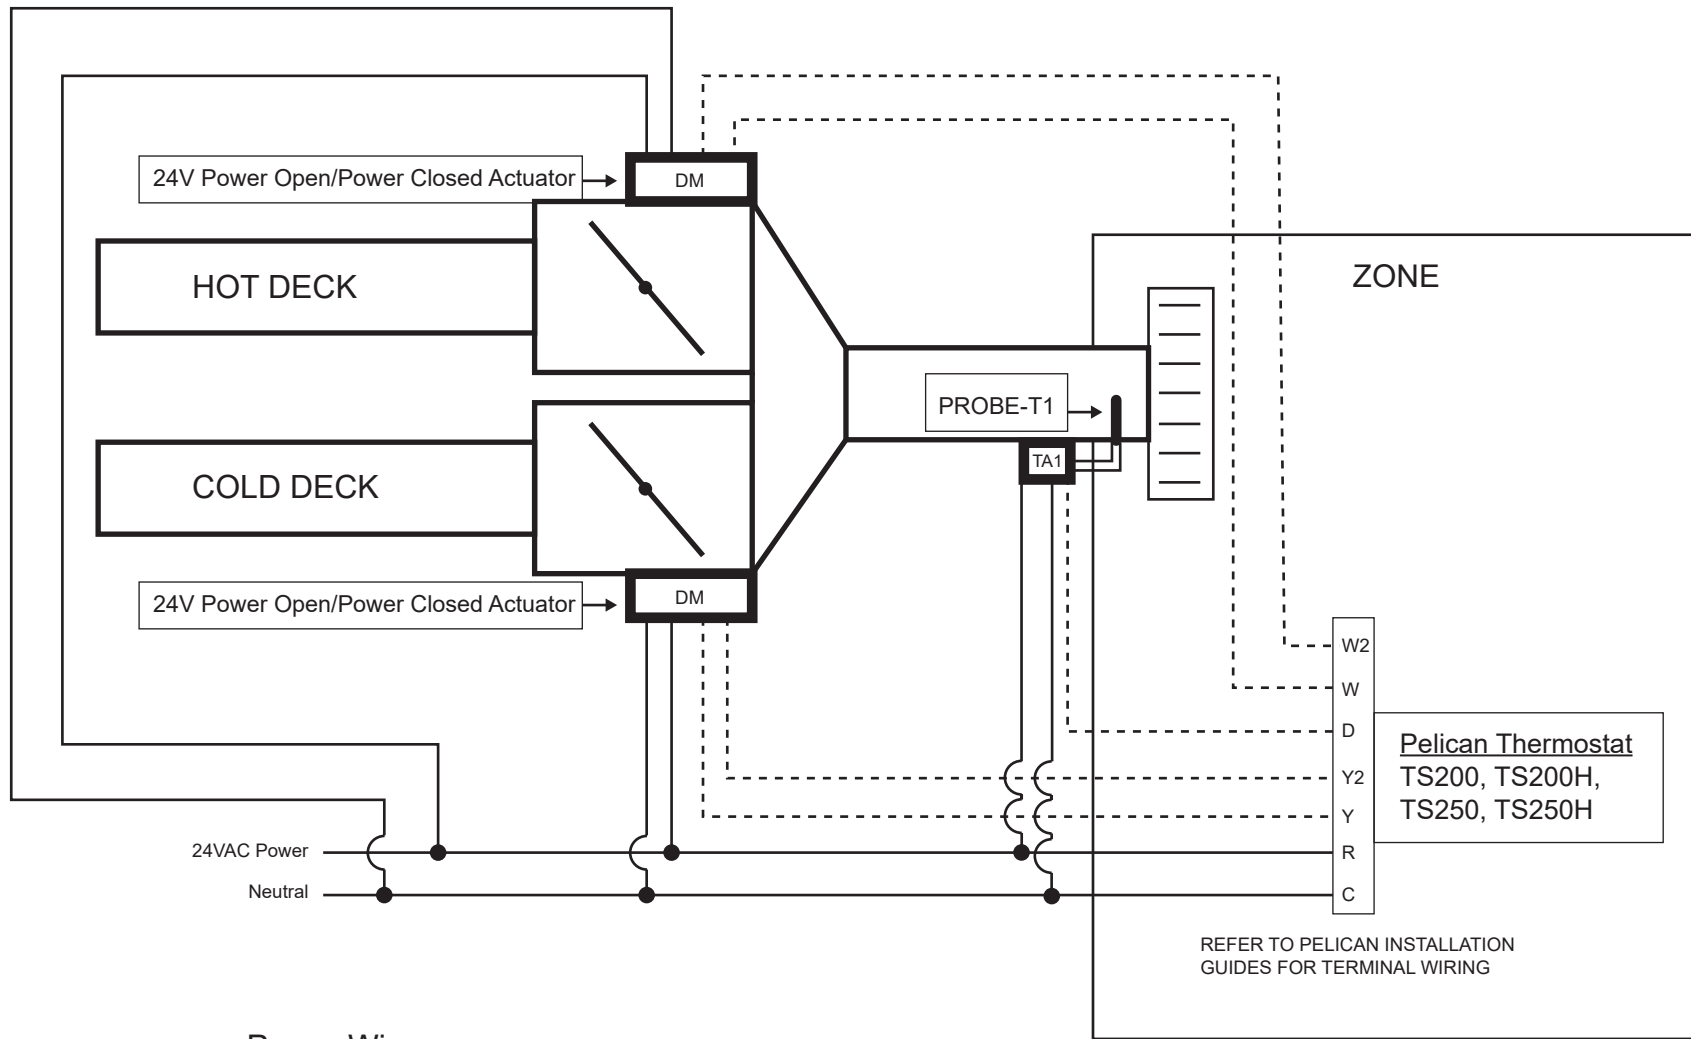 24V Power Open/Power Closed Actuator
DM
HOT DECK
ZONE
PROBE-T1
TA1
COLD DECK
24V Power Open/Power Closed Actuator
DM
W2
W
D
Y2
Y
R
C
Pelican Thermostat
TS200, TS200H,
TS250, TS250H
24VAC Power
Neutral
REFER TO PELICAN INSTALLATION
GUIDES FOR TERMINAL WIRING